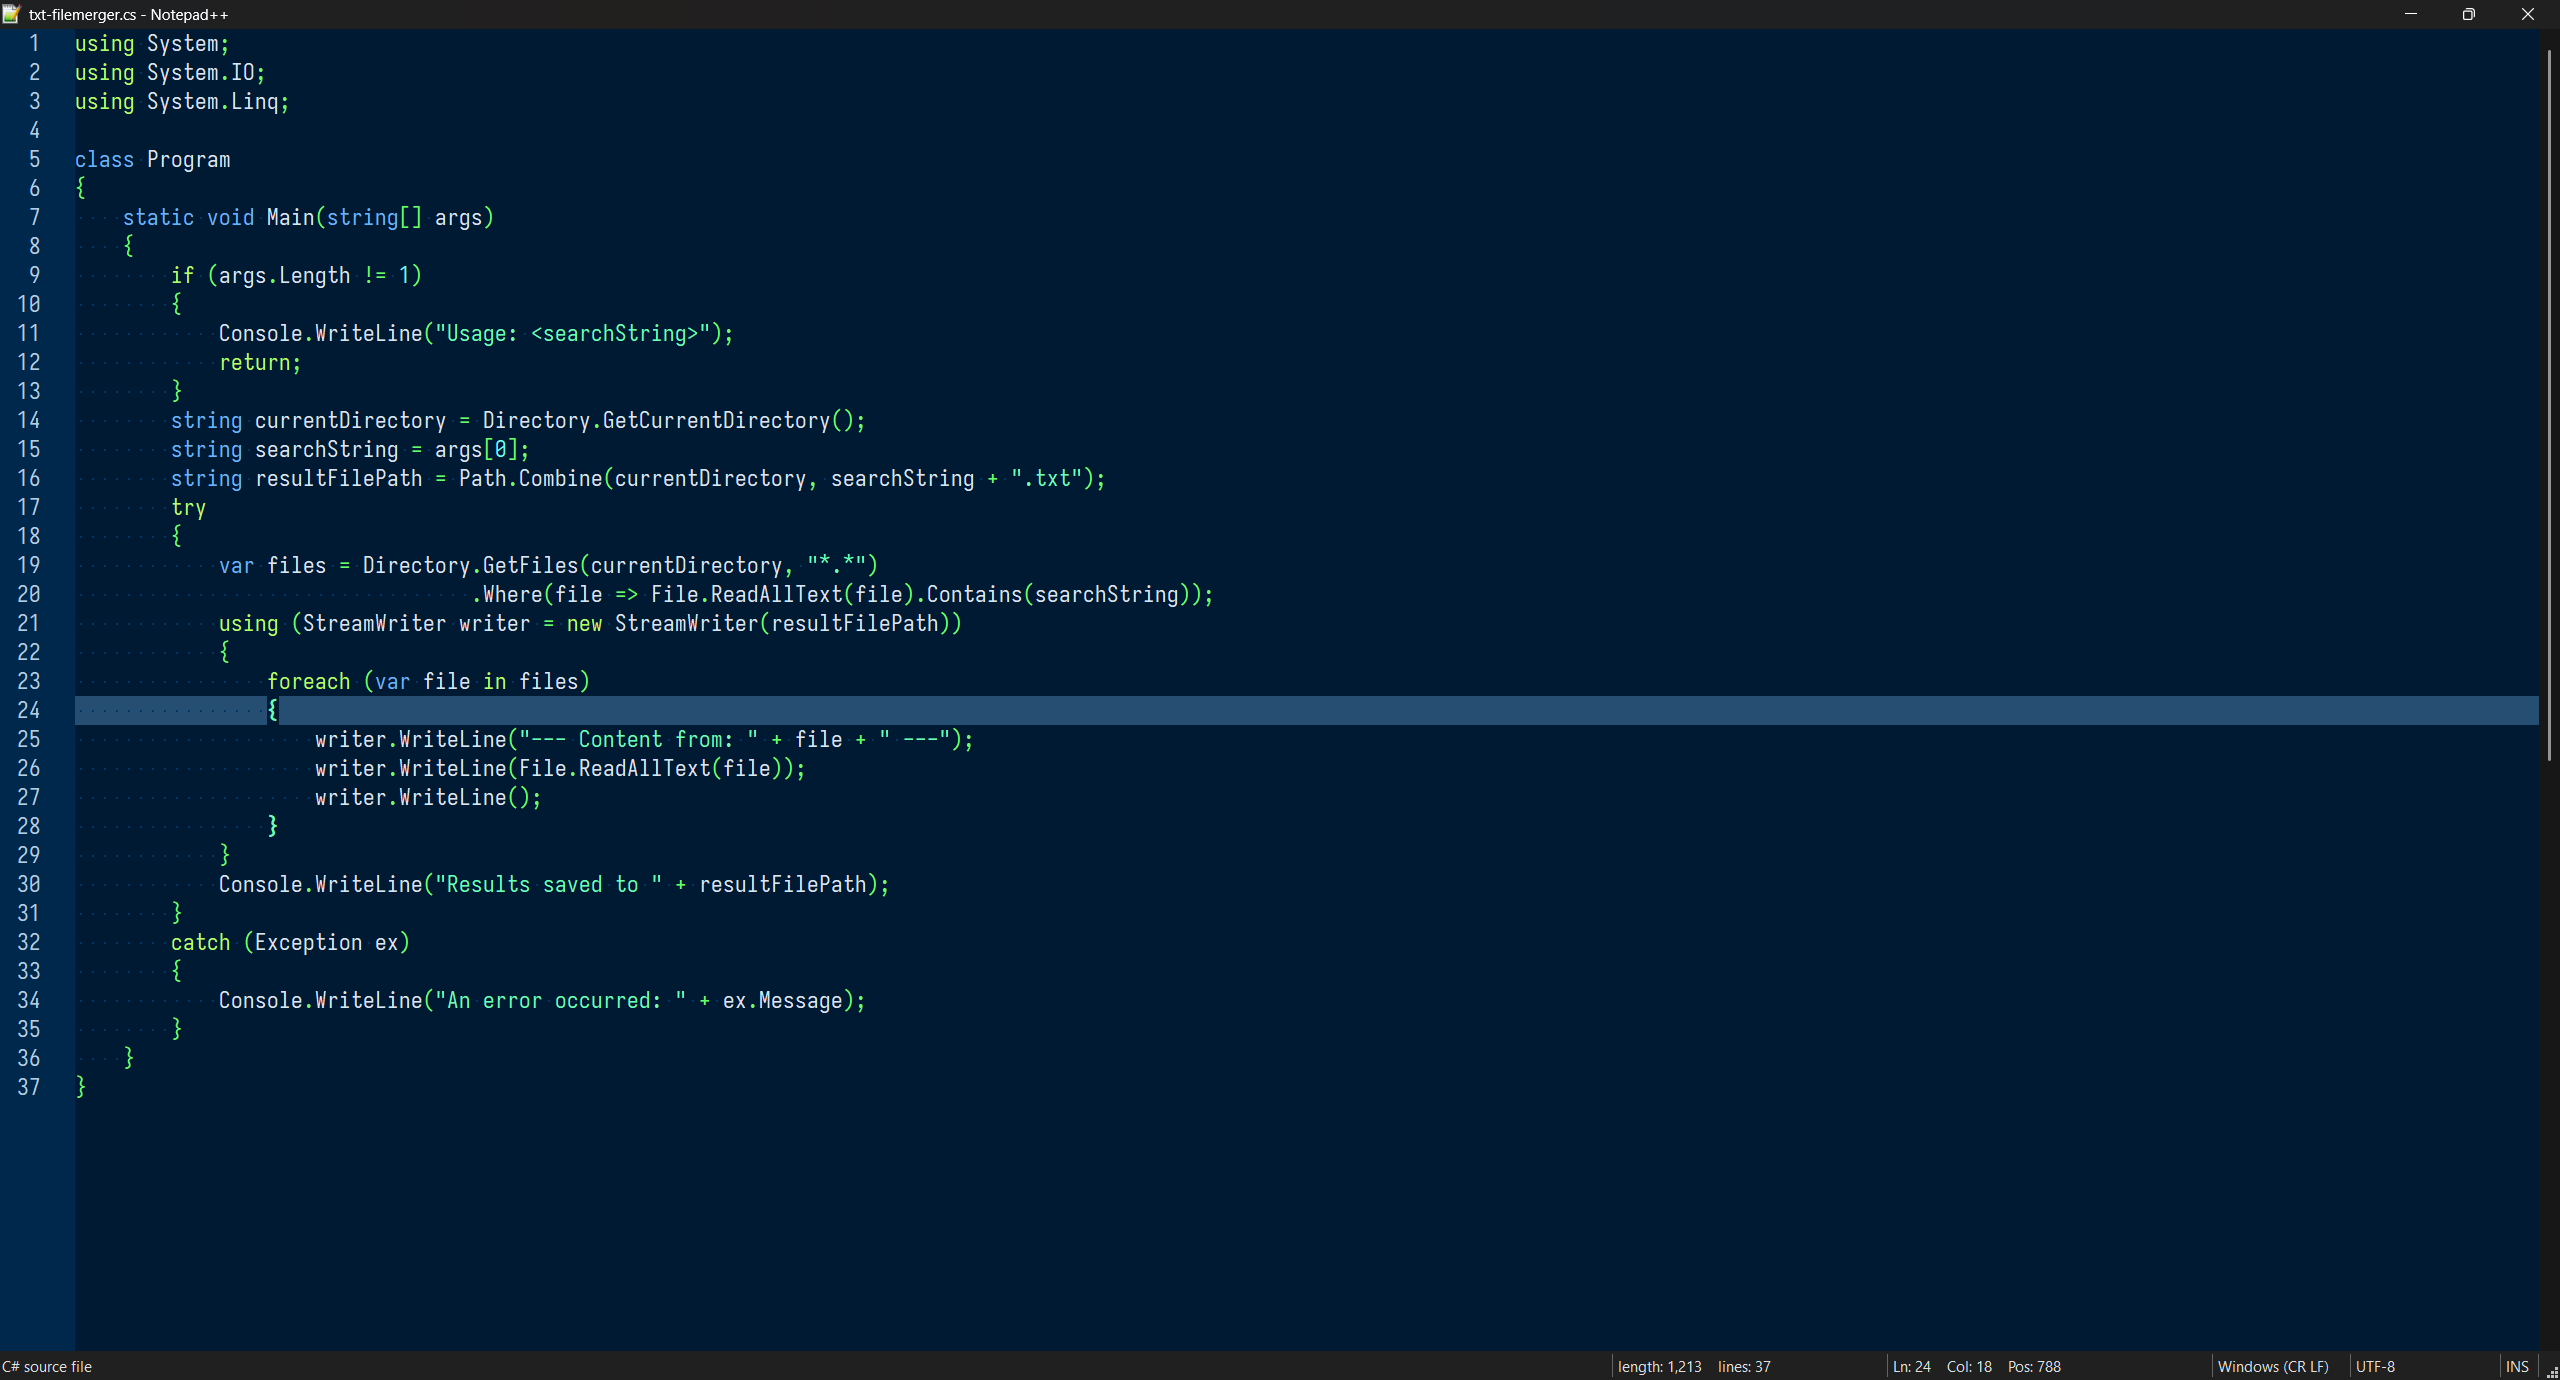 txt-filemerger.cs - Notepad++
1 using System;
2 using System.IO;
3 using System.Linq;
4
5 class Program
6 {
7     static void Main(string[] args)
8     {
9         if (args.Length != 1)
10         {
11             Console.WriteLine("Usage: <searchString>");
12             return;
13         }
14         string currentDirectory = Directory.GetCurrentDirectory();
15         string searchString = args[0];
16         string resultFilePath = Path.Combine(currentDirectory, searchString + ".txt");
17         try
18         {
19             var files = Directory.GetFiles(currentDirectory, "*.*")
20                                  .Where(file => File.ReadAllText(file).Contains(searchString));
21             using (StreamWriter writer = new StreamWriter(resultFilePath))
22             {
23                 foreach (var file in files)
24                 {
25                     writer.WriteLine("--- Content from: " + file + " ---");
26                     writer.WriteLine(File.ReadAllText(file));
27                     writer.WriteLine();
28                 }
29             }
30             Console.WriteLine("Results saved to " + resultFilePath);
31         }
32         catch (Exception ex)
33         {
34             Console.WriteLine("An error occurred: " + ex.Message);
35         }
36     }
37 }
C# source file length: 1,213 lines: 37 Ln: 24 Col: 18 Pos: 788 Windows (CR LF) UTF-8 INS